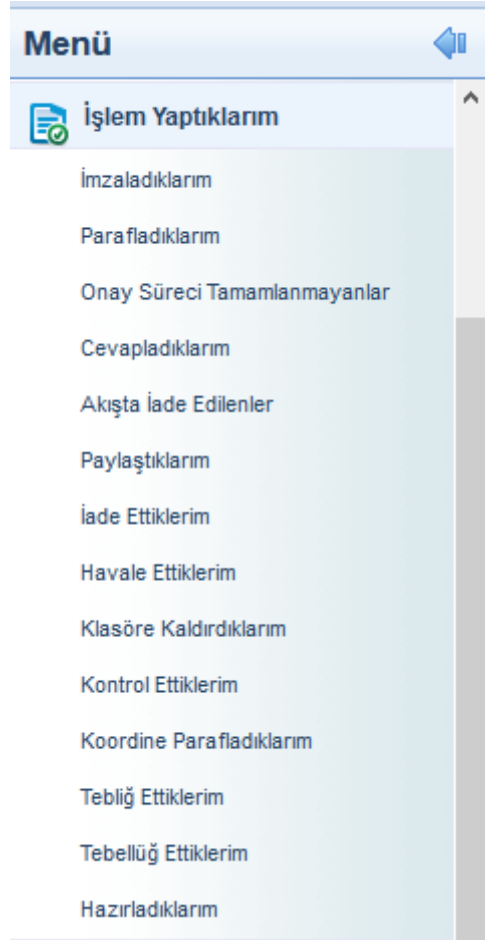 Menü
İşlem Yaptıklarım
İmzaladıklarım
Parafladıklarım
Onay Süreci Tamamlanmayanlar
Cevapladıklarım
Akışta İade Edilenler
Paylaştıklarım
İade Ettiklerim
Havale Ettiklerim
Klasöre Kaldırdıklarım
Kontrol Ettiklerim
Koordine Parafladıklarım
Tebliğ Ettiklerim
Tebellüğ Ettiklerim
Hazırladıklarım